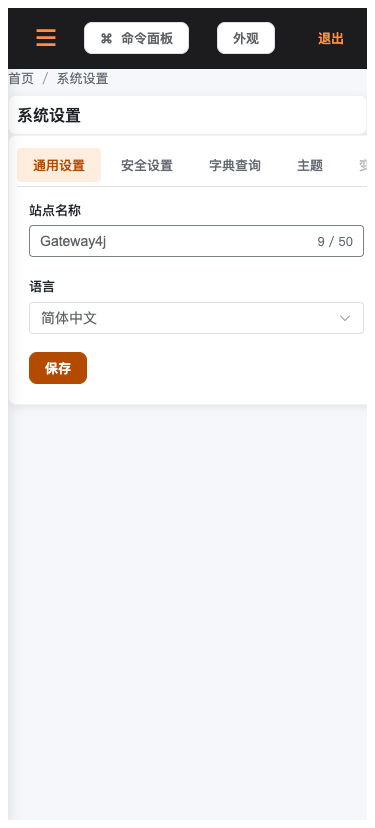 ⌘ 命令面板 外观 退出
首页 / 系统设置
系统设置
通用设置 安全设置 字典查询 主题
站点名称
Gateway4j 9 / 50
语言
简体中文
保存